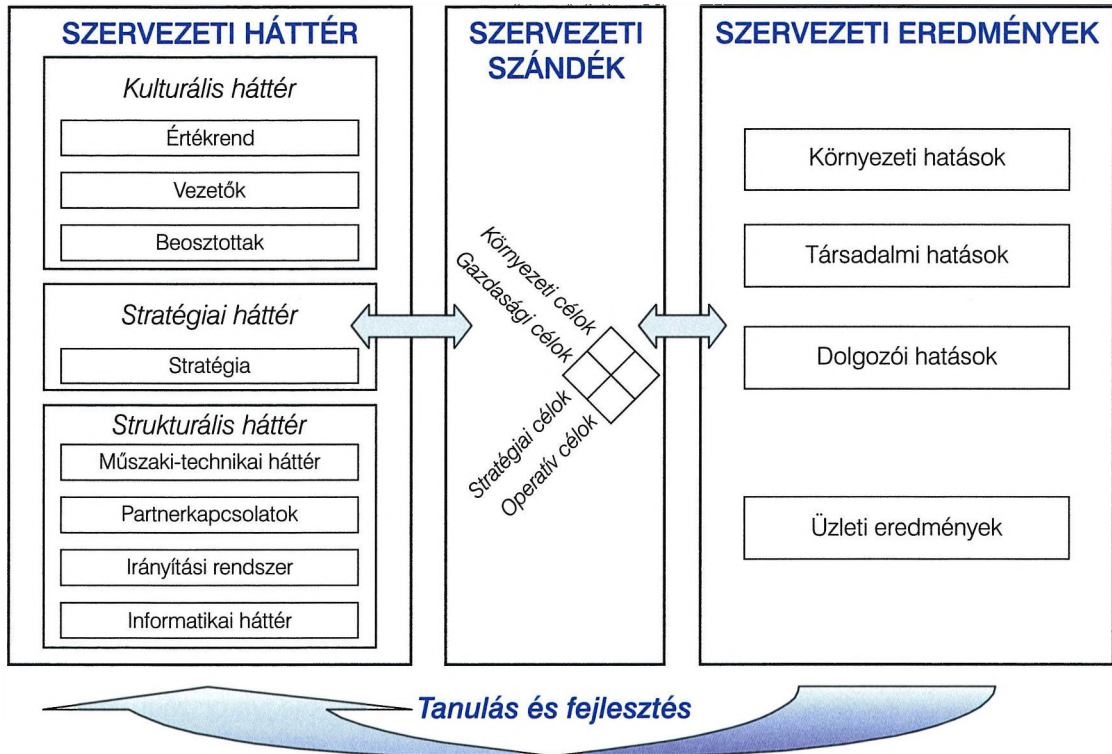 SZERVEZETI HÁTTÉR
Kulturális háttér
Értékrend
Vezetők
Beosztottak
Stratégiai háttér
Stratégia
Strukturális háttér
Műszaki-technikai háttér
Partnerkapcsolatok
Irányítási rendszer
Informatikai háttér
SZERVEZETI
SZÁNDÉK
Környezeti célok
Gazdasági célok
Stratégiai célok
Operatív célok
SZERVEZETI EREDMÉNYEK
Környezeti hatások
Társadalmi hatások
Dolgozói hatások
Üzleti eredmények
Tanulás és fejlesztés